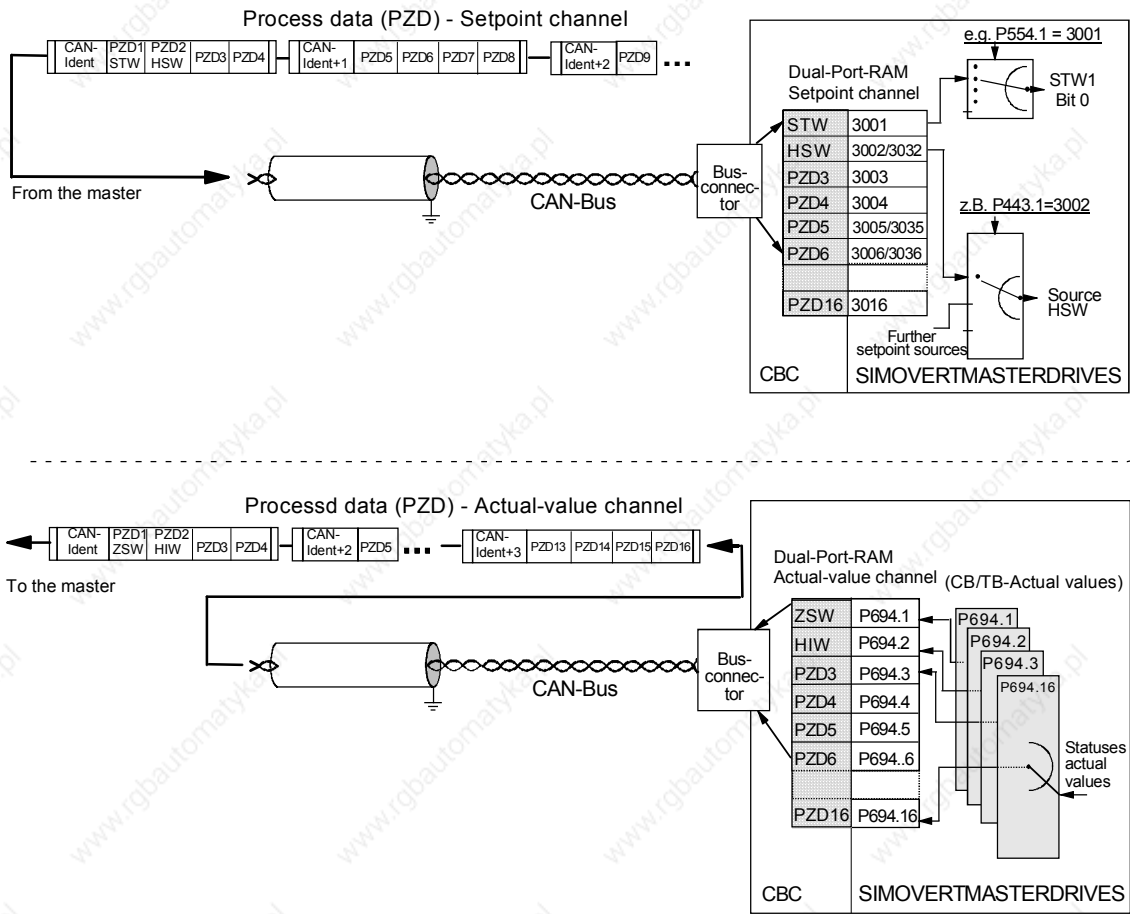 Process data (PZD) - Setpoint channel
CAN-
Ident
PZD1
STW
PZD2
HSW
PZD3
PZD4
CAN-
Ident+1
PZD5
PZD6
PZD7
PZD8
CAN-
Ident+2
PZD9
...
From the master
CAN-Bus
Bus-
connec-
tor
Dual-Port-RAM
Setpoint channel
STW 3001
HSW 3002/3032
PZD3 3003
PZD4 3004
PZD5 3005/3035
PZD6 3006/3036
PZD16 3016
e.g. P554.1 = 3001
STW1
Bit 0
z.B. P443.1=3002
Source
HSW
Further
setpoint sources
CBC
SIMOVERTMASTERDRIVES
Processd data (PZD) - Actual-value channel
CAN-
Ident
PZD1
ZSW
PZD2
HIW
PZD3
PZD4
CAN-
Ident+2
PZD5
...
CAN-
Ident+3
PZD13
PZD14
PZD15
PZD16
To the master
CAN-Bus
Bus-
connec-
tor
Dual-Port-RAM
Actual-value channel
(CB/TB-Actual values)
ZSW P694.1
HIW P694.2
PZD3 P694.3
PZD4 P694.4
PZD5 P694.5
PZD6 P694..6
PZD16 P694.16
P694.1
P694.2
P694.3
P694.16
Statuses
actual
values
CBC
SIMOVERTMASTERDRIVES
www.rgbautomatyka.pl